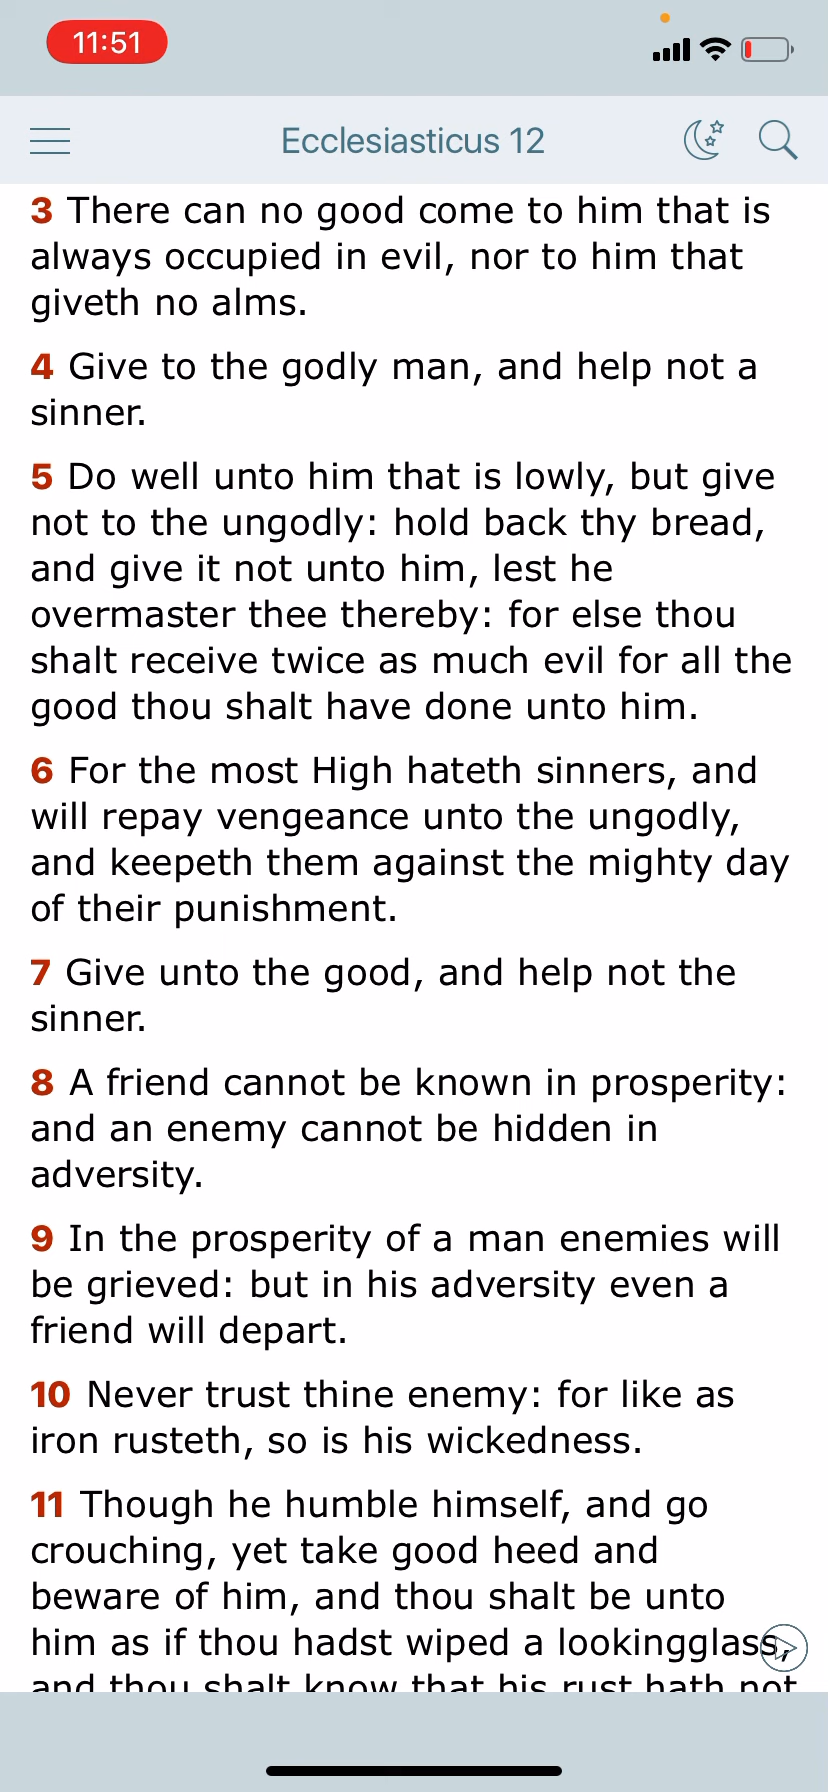 11:51
Ecclesiasticus 12
3 There can no good come to him that is
always occupied in evil, nor to him that
giveth no alms.
4 Give to the godly man, and help not a
sinner.
5 Do well unto him that is lowly, but give
not to the ungodly: hold back thy bread,
and give it not unto him, lest he
overmaster thee thereby: for else thou
shalt receive twice as much evil for all the
good thou shalt have done unto him.
6 For the most High hateth sinners, and
will repay vengeance unto the ungodly,
and keepeth them against the mighty day
of their punishment.
7 Give unto the good, and help not the
sinner.
8 A friend cannot be known in prosperity:
and an enemy cannot be hidden in
adversity.
9 In the prosperity of a man enemies will
be grieved: but in his adversity even a
friend will depart.
10 Never trust thine enemy: for like as
iron rusteth, so is his wickedness.
11 Though he humble himself, and go
crouching, yet take good heed and
beware of him, and thou shalt be unto
him as if thou hadst wiped a lookingglass,
and thou shalt know that his rust hath not